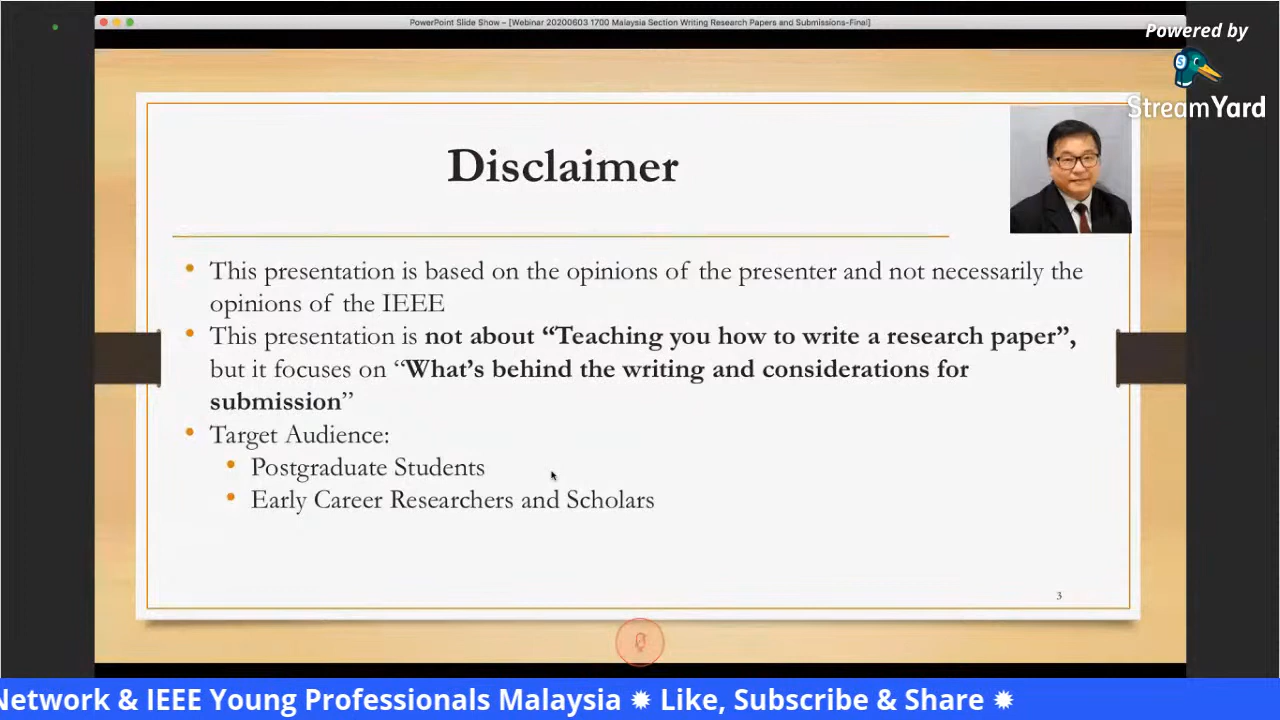 PowerPoint Slide Show – [Webinar 20200603 1700 Malaysia Section Writing Research Papers and Submissions-Final]
Powered by
StreamYard
Disclaimer
• This presentation is based on the opinions of the presenter and not necessarily the
opinions of the IEEE
• This presentation is not about “Teaching you how to write a research paper”,
but it focuses on “What’s behind the writing and considerations for
submission”
• Target Audience:
• Postgraduate Students
• Early Career Researchers and Scholars
3
Network & IEEE Young Professionals Malaysia ✹ Like, Subscribe & Share ✹